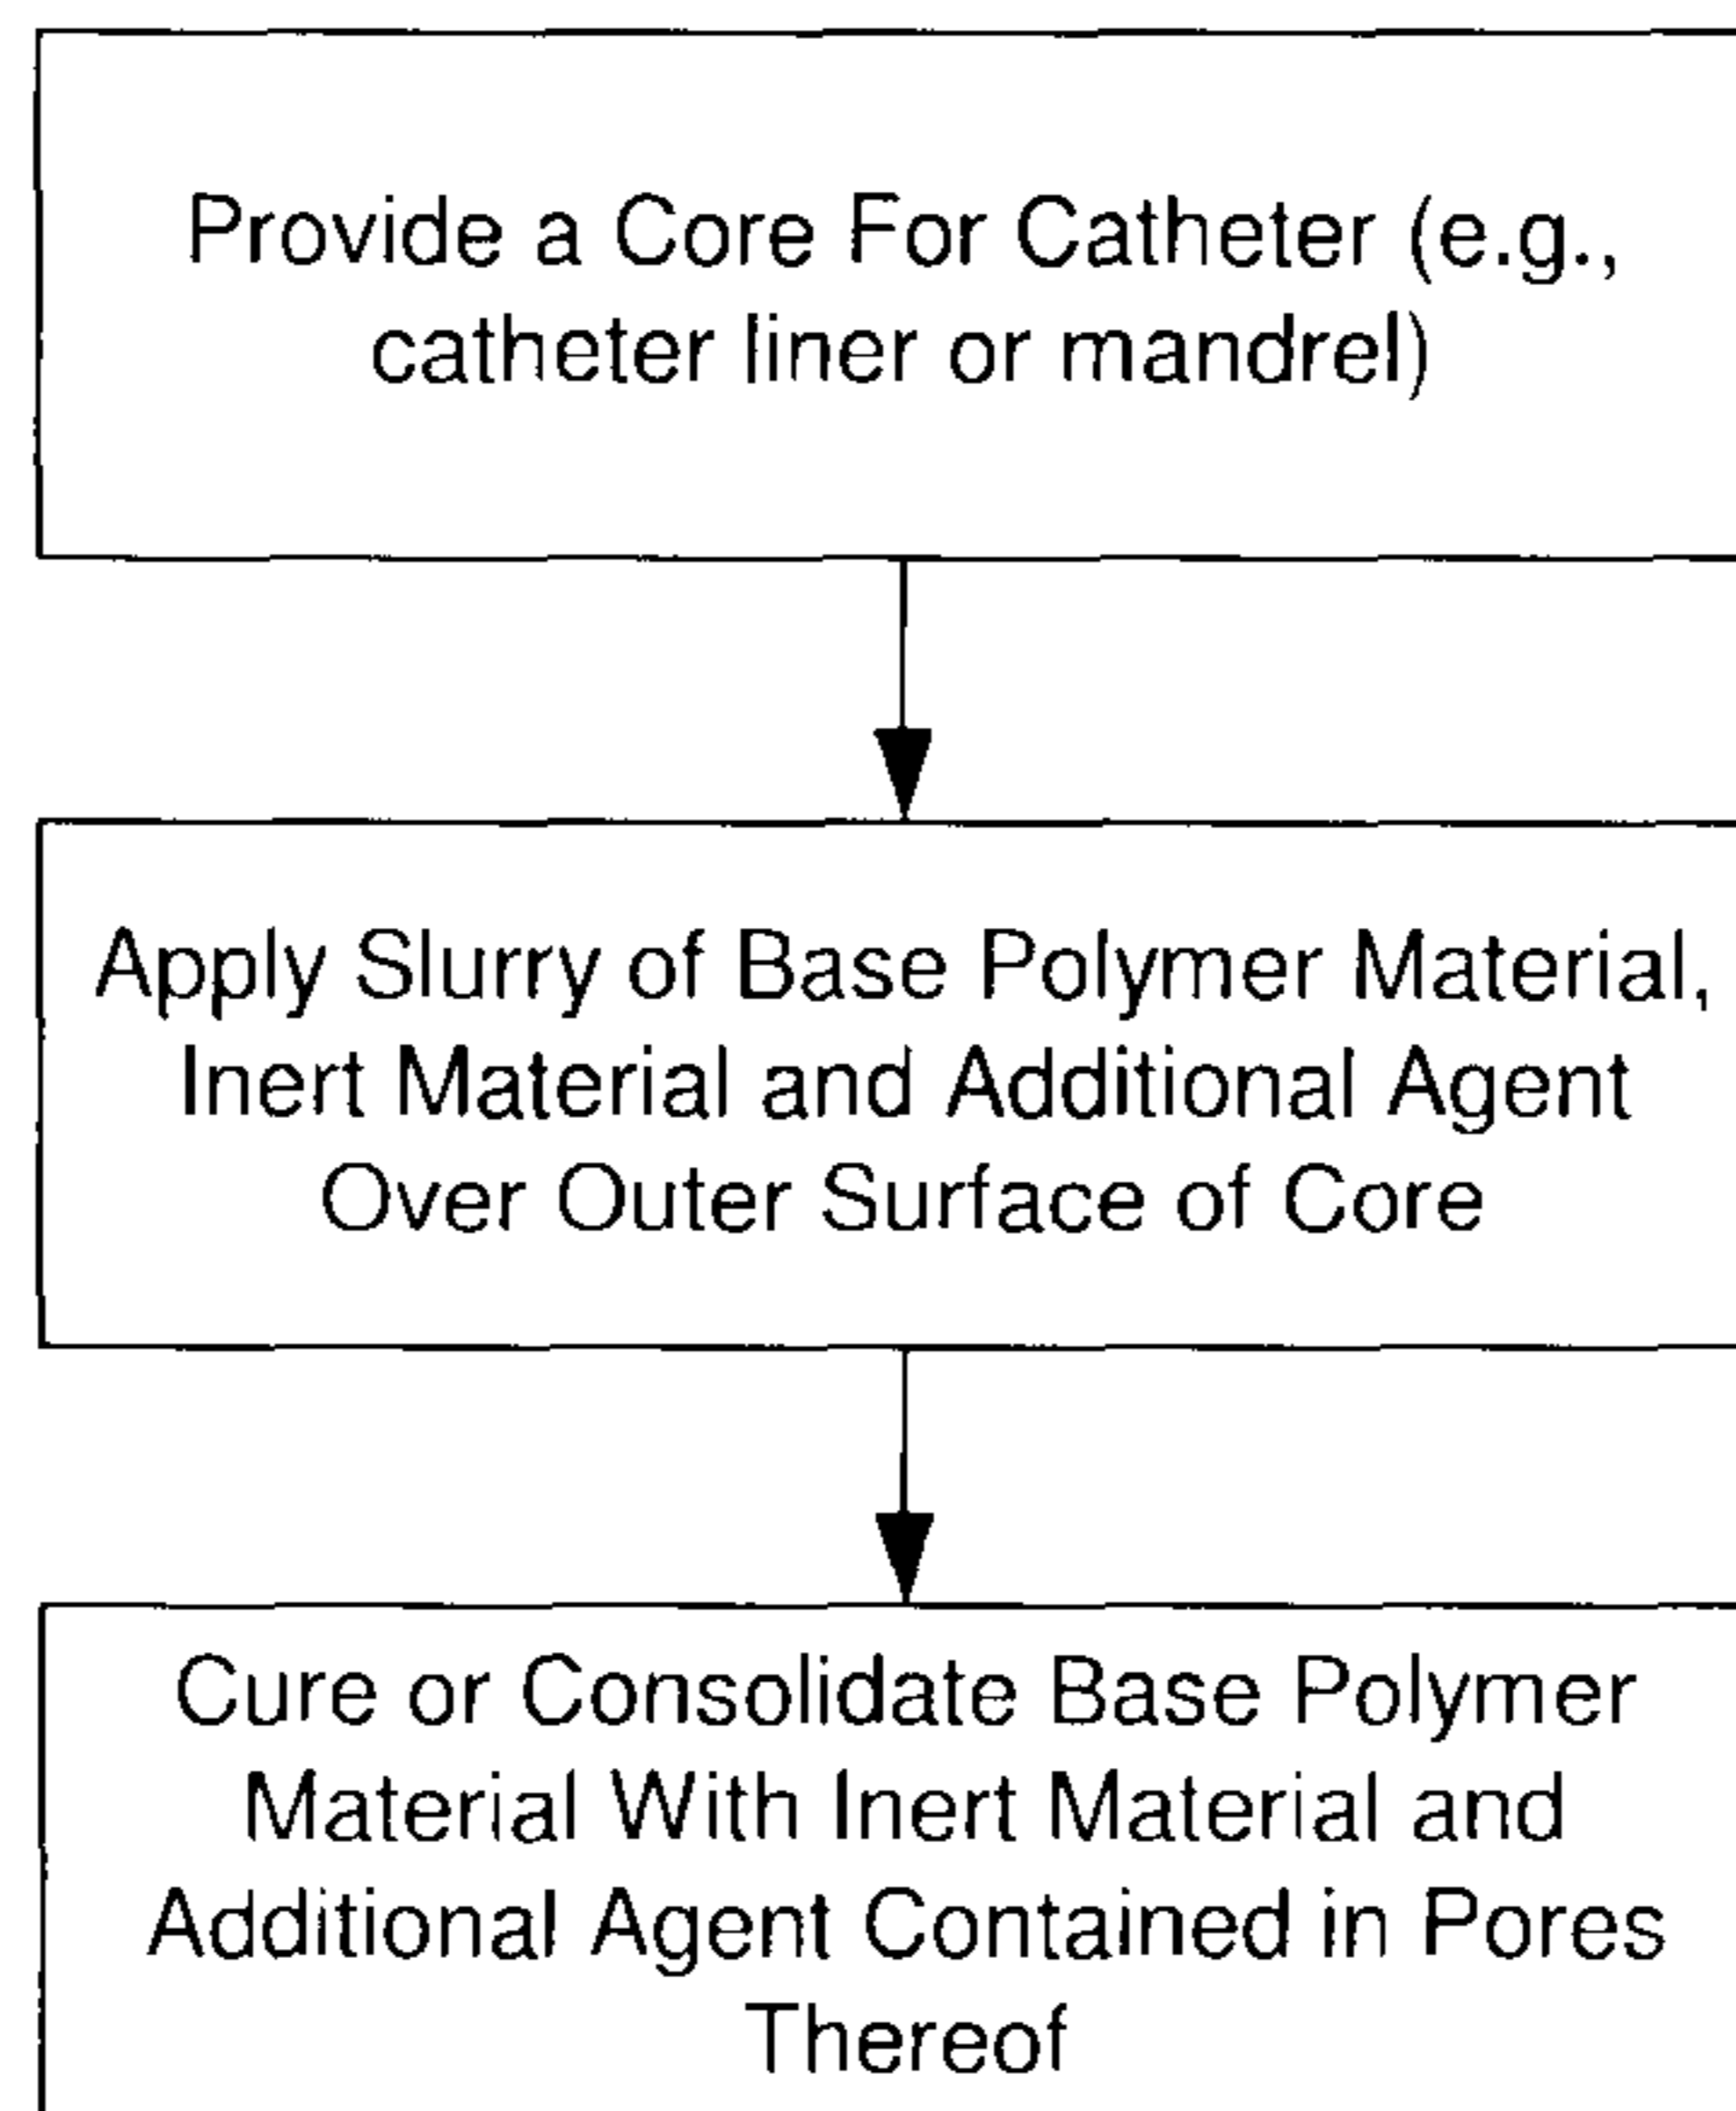 Provide a Core For Catheter (e.g.,
catheter liner or mandrel)
Apply Slurry of Base Polymer Material,
Inert Material and Additional Agent
Over Outer Surface of Core
Cure or Consolidate Base Polymer
Material With Inert Material and
Additional Agent Contained in Pores
Thereof